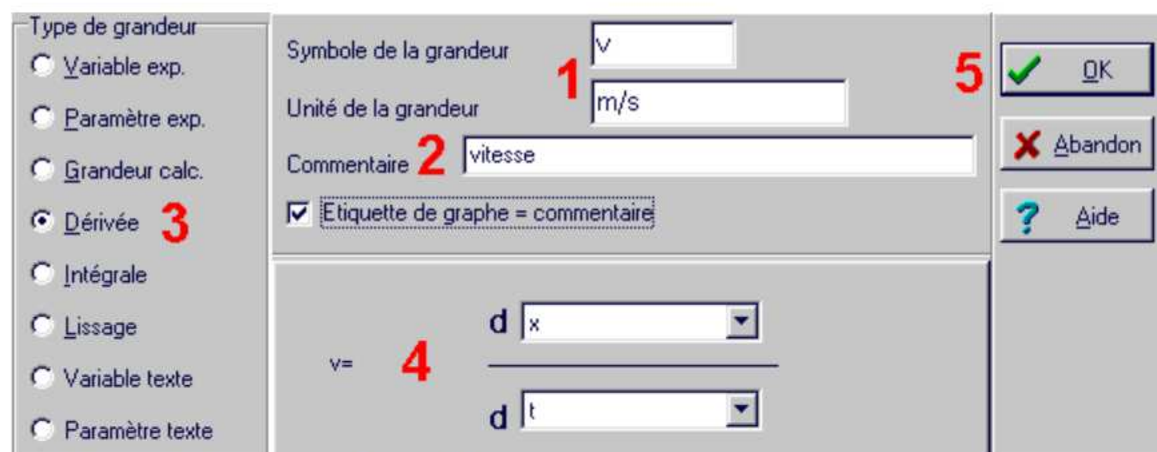 Type de grandeur
Variable exp.
Paramètre exp.
Grandeur calc.
Dérivée 3
Intégrale
Lissage
Variable texte
Paramètre texte
Symbole de la grandeur v
1
Unité de la grandeur m/s
Commentaire 2 vitesse
Etiquette de graphe = commentaire
v= 4
d x
d t
5 OK
Abandon
? Aide